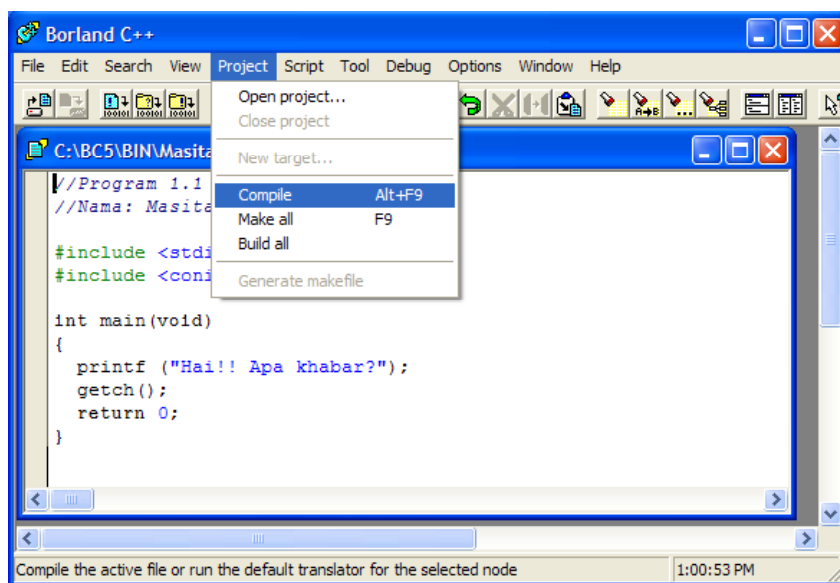 Borland C++
File Edit Search View Project Script Tool Debug Options Window Help
Open project...
Close project
New target...
Compile Alt+F9
Make all F9
Build all
Generate makefile
C:\BC5\BIN\Masita
//Program 1.1
//Nama: Masita
#include <stdi
#include <coni
int main(void)
{
printf ("Hai!! Apa khabar?");
getch();
return 0;
}
Compile the active file or run the default translator for the selected node 1:00:53 PM